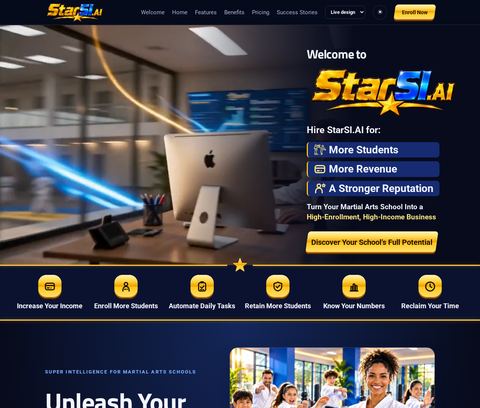 StarSI.AI
Welcome
Home
Features
Benefits
Pricing
Success Stories
Live design
Enroll Now
Welcome to
StarSI.AI
Hire StarSI.AI for:
More Students
More Revenue
A Stronger Reputation
Turn Your Martial Arts School Into a
High-Enrollment, High-Income Business
Discover Your School's Full Potential
Increase Your Income
Enroll More Students
Automate Daily Tasks
Retain More Students
Know Your Numbers
Reclaim Your Time
SUPER INTELLIGENCE FOR MARTIAL ARTS SCHOOLS
Unleash Your